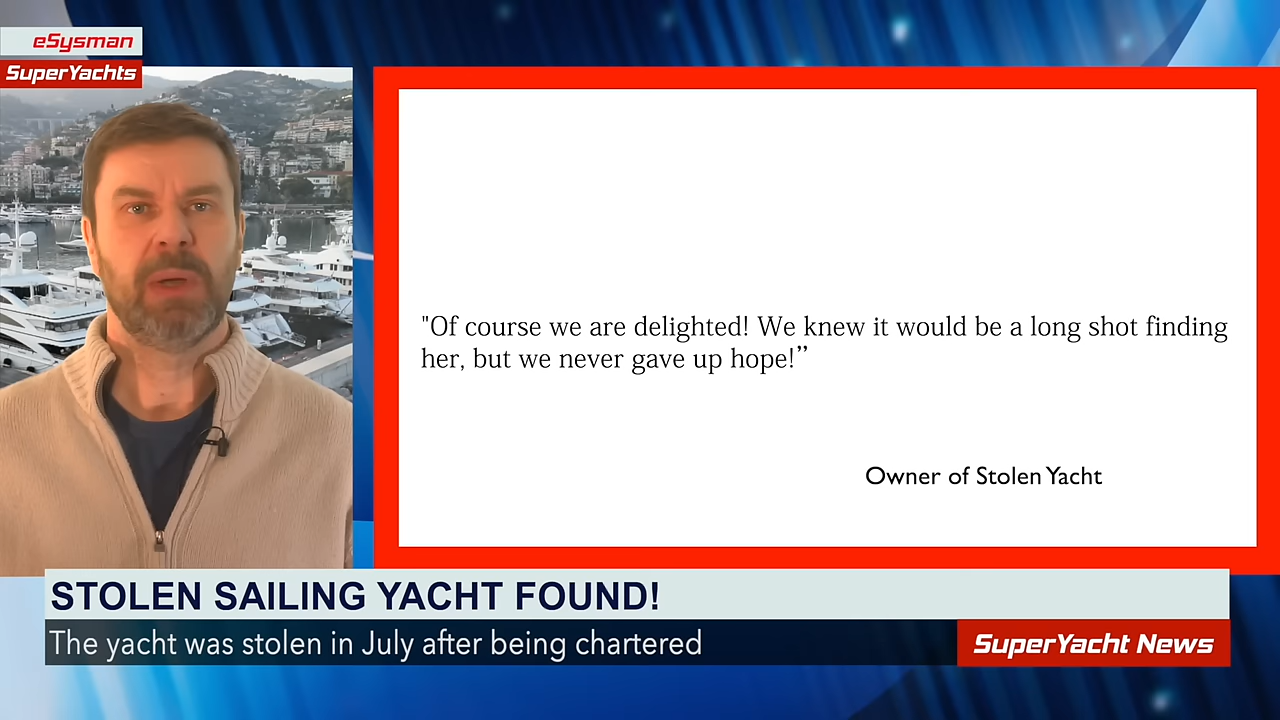 eSysman
SuperYachts
"Of course we are delighted! We knew it would be a long shot finding
her, but we never gave up hope!”
Owner of Stolen Yacht
STOLEN SAILING YACHT FOUND!
The yacht was stolen in July after being chartered
SuperYacht News